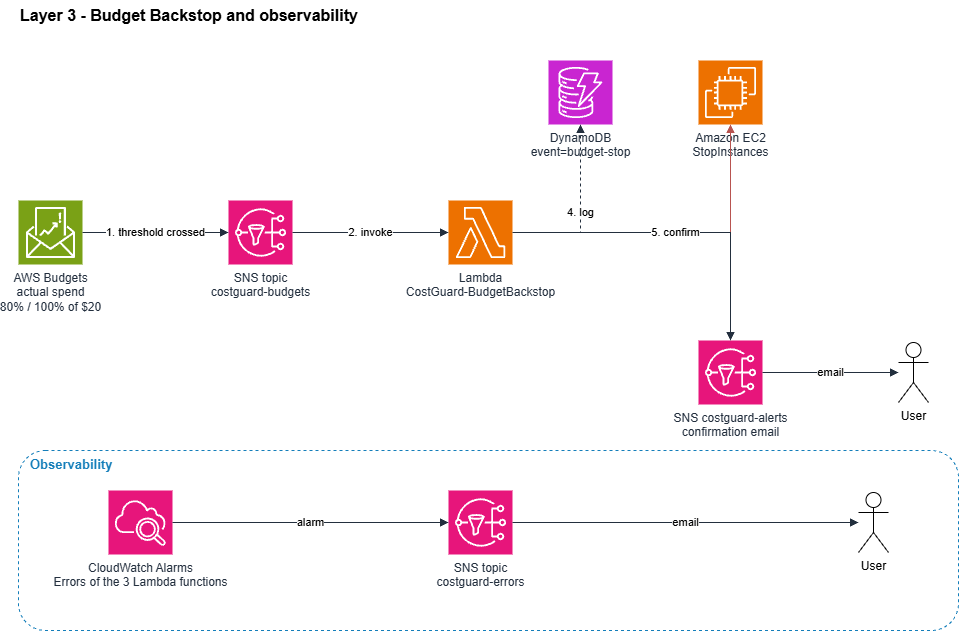 Layer 3 - Budget Backstop and observability
DynamoDB
event=budget-stop
Amazon EC2
StopInstances
4. log
1. threshold crossed
2. invoke
5. confirm
AWS Budgets
actual spend
80% / 100% of $20
SNS topic
costguard-budgets
Lambda
CostGuard-BudgetBackstop
email
User
SNS costguard-alerts
confirmation email
Observability
alarm
email
CloudWatch Alarms
Errors of the 3 Lambda functions
SNS topic
costguard-errors
User